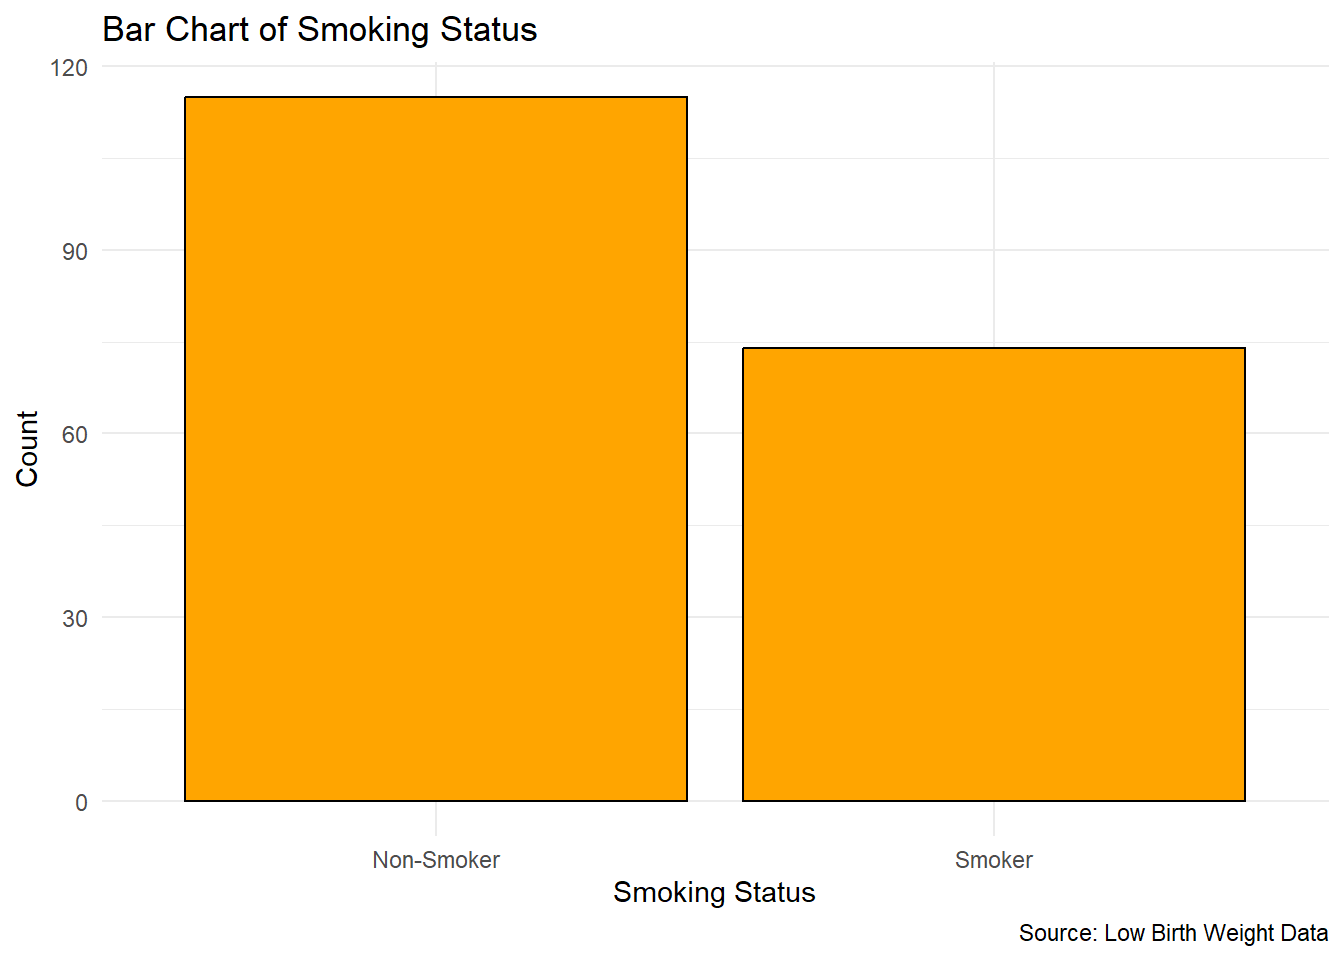 Bar Chart of Smoking Status
120
90
60
30
0
Count
Non-Smoker
Smoker
Smoking Status
Source: Low Birth Weight Data